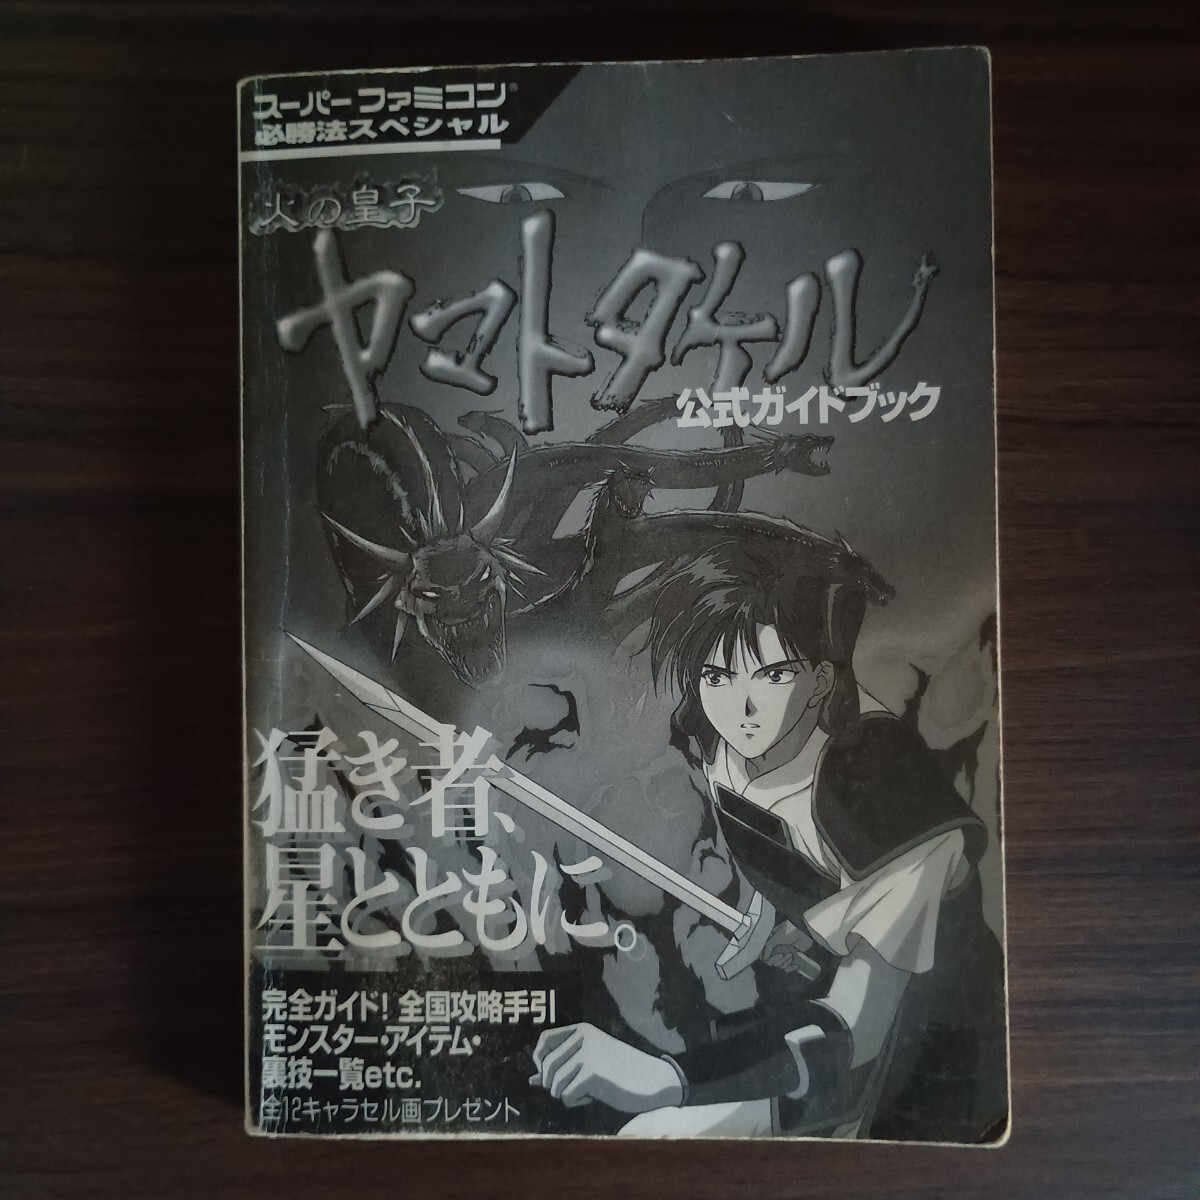 スーパーファミコン®
必勝法スペシャル
火の皇子
ヤマトタケル
公式ガイドブック
猛き者、
星とともに。
完全ガイド！全国攻略手引
モンスター・アイテム・
裏技一覧etc.
全12キャラセル画プレゼント